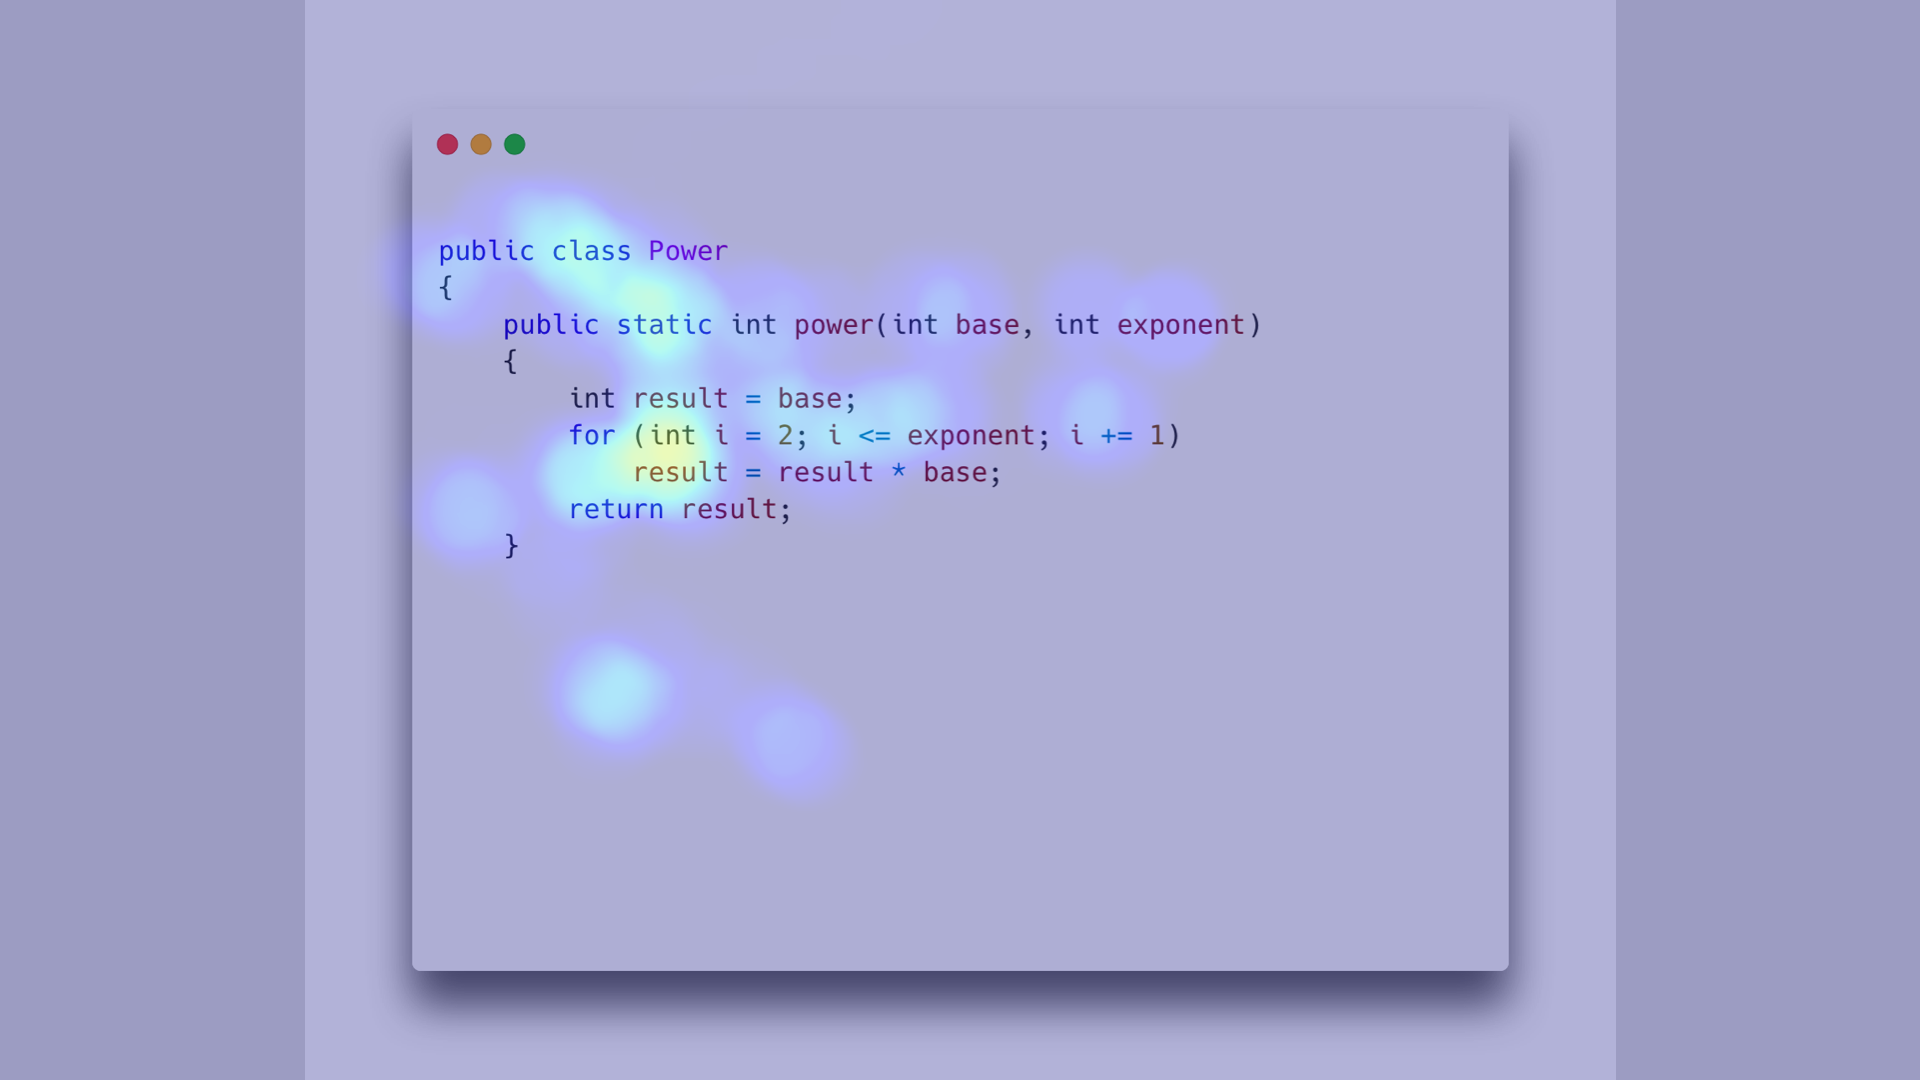 public class Power
{
    public static int power(int base, int exponent)
    {
        int result = base;
        for (int i = 2; i <= exponent; i += 1)
            result = result * base;
        return result;
    }